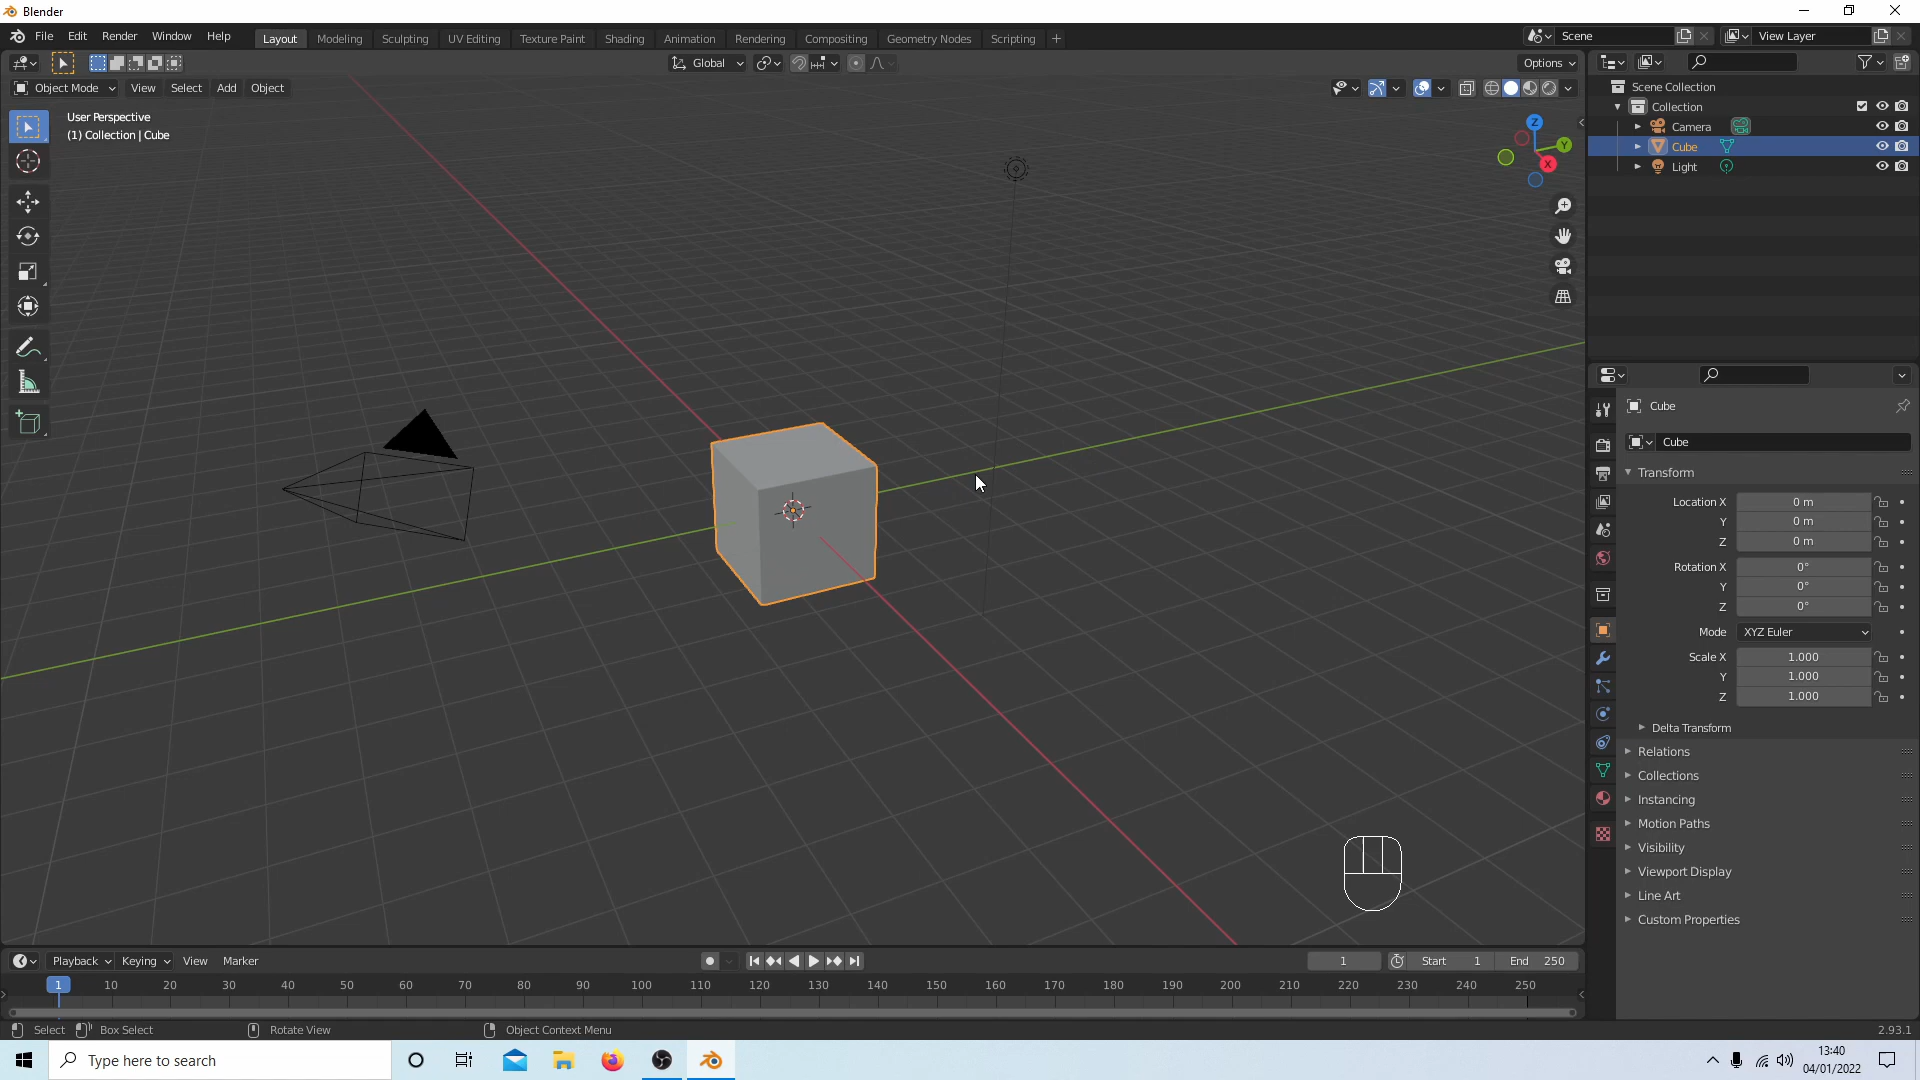 Blender
File Edit Render Window Help
Layout Modeling Sculpting UV Editing Texture Paint Shading Animation Rendering Compositing Geometry Nodes Scripting +
Scene
View Layer
Global
Options
Object Mode View Select Add Object
User Perspective
(1) Collection | Cube
Z
Y
X
Scene Collection
Collection
Camera
Cube
Light
Cube
Cube
Transform
Location X 0 m
Y 0 m
Z 0 m
Rotation X 0°
Y 0°
Z 0°
Mode XYZ Euler
Scale X 1.000
Y 1.000
Z 1.000
Delta Transform
Relations
Collections
Instancing
Motion Paths
Visibility
Viewport Display
Line Art
Custom Properties
Playback Keying View Marker
1 Start 1 End 250
1 10 20 30 40 50 60 70 80 90 100 110 120 130 140 150 160 170 180 190 200 210 220 230 240 250
Select Box Select Rotate View Object Context Menu 2.93.1
Type here to search
13:40
04/01/2022